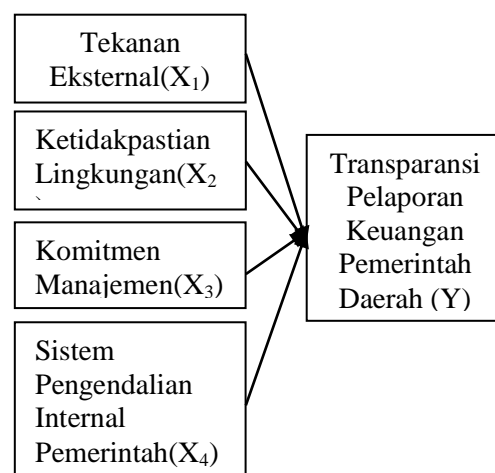 Tekanan
Eksternal(X₁)
Ketidakpastian
Lingkungan(X₂
)
Komitmen
Manajemen(X₃)
Sistem
Pengendalian
Internal
Pemerintah(X₄)
Transparansi
Pelaporan
Keuangan
Pemerintah
Daerah (Y)